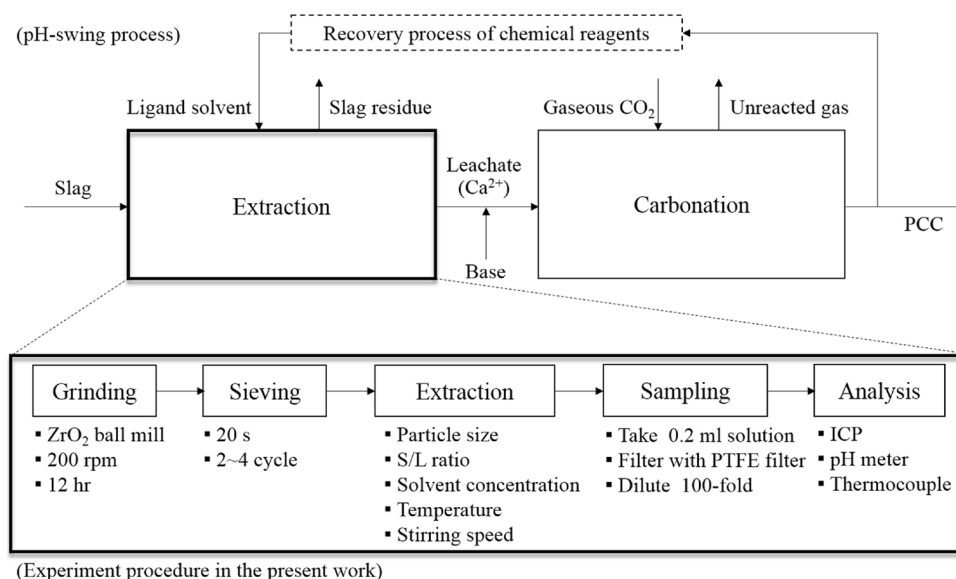 (pH-swing process)
Recovery process of chemical reagents
Ligand solvent
Slag residue
Gaseous CO₂
Unreacted gas
Slag
Extraction
Leachate
(Ca²⁺)
Base
Carbonation
PCC
Grinding
▪ ZrO₂ ball mill
▪ 200 rpm
▪ 12 hr
Sieving
▪ 20 s
▪ 2~4 cycle
Extraction
▪ Particle size
▪ S/L ratio
▪ Solvent concentration
▪ Temperature
▪ Stirring speed
Sampling
▪ Take 0.2 ml solution
▪ Filter with PTFE filter
▪ Dilute 100-fold
Analysis
▪ ICP
▪ pH meter
▪ Thermocouple
(Experiment procedure in the present work)